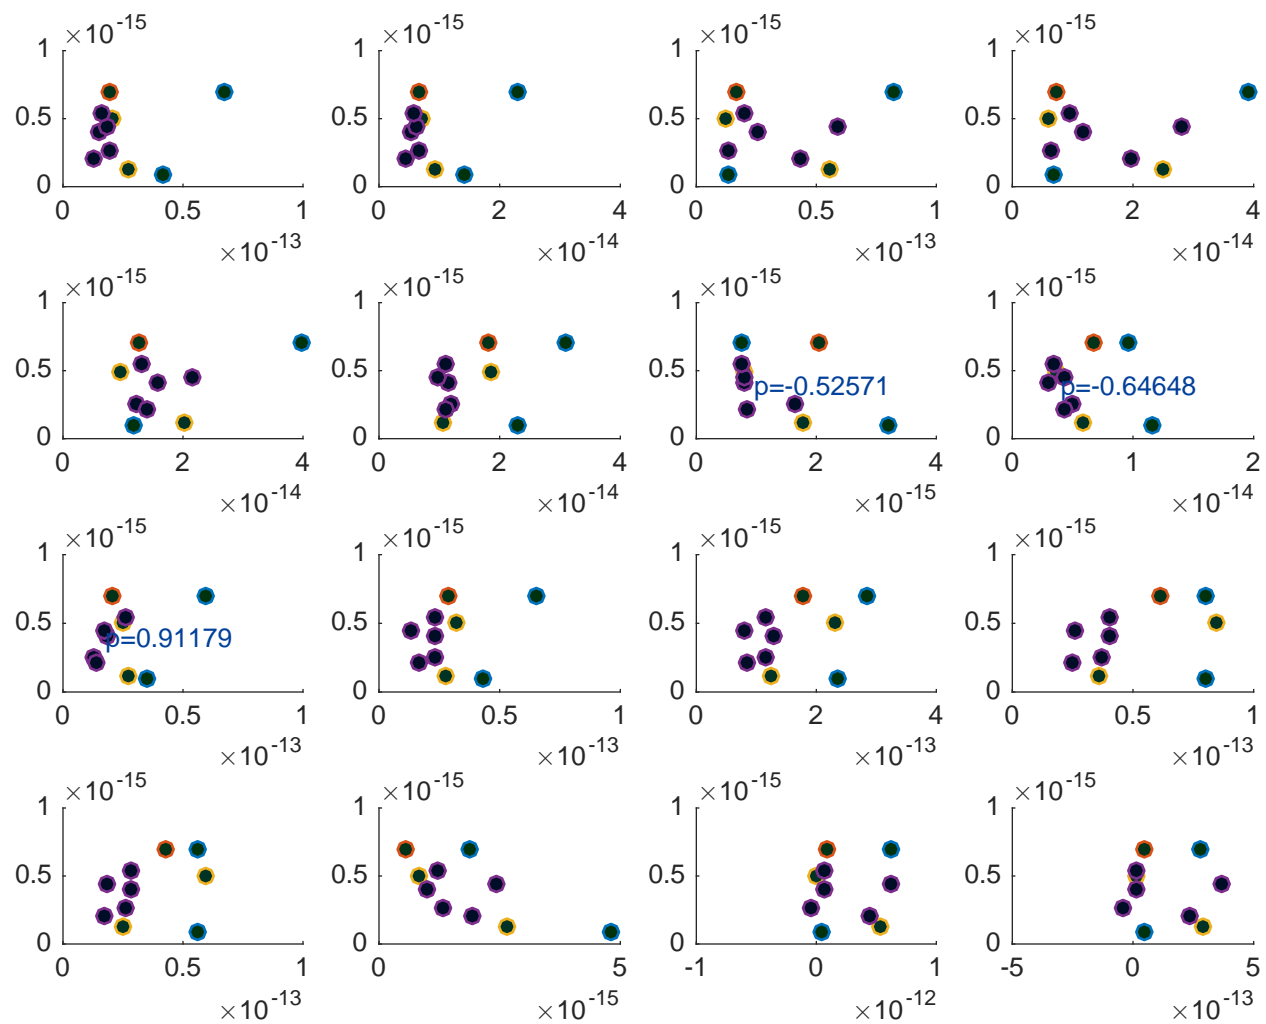 ×10-15 ×10-15 ×10-15 ×10-15
1 1 1 1
0.5 0.5 0.5 0.5
0 0 0 0
0 0.5 1 0 2 4 0 0.5 1 0 2 4
×10-13 ×10-14 ×10-13 ×10-14
×10-15 ×10-15 ×10-15 ×10-15
1 1 1 1
0.5 0.5 0.5 0.5
p=-0.52571 p=-0.64648
0 0 0 0
0 2 4 0 2 4 0 2 4 0 1 2
×10-14 ×10-14 ×10-15 ×10-14
×10-15 ×10-15 ×10-15 ×10-15
1 1 1 1
0.5 0.5 0.5 0.5
p=0.91179
0 0 0 0
0 0.5 1 0 0.5 1 0 2 4 0 0.5 1
×10-13 ×10-13 ×10-13 ×10-13
×10-15 ×10-15 ×10-15 ×10-15
1 1 1 1
0.5 0.5 0.5 0.5
0 0 0 0
0 0.5 1 0 5 -1 0 1 -5 0 5
×10-13 ×10-15 ×10-12 ×10-13